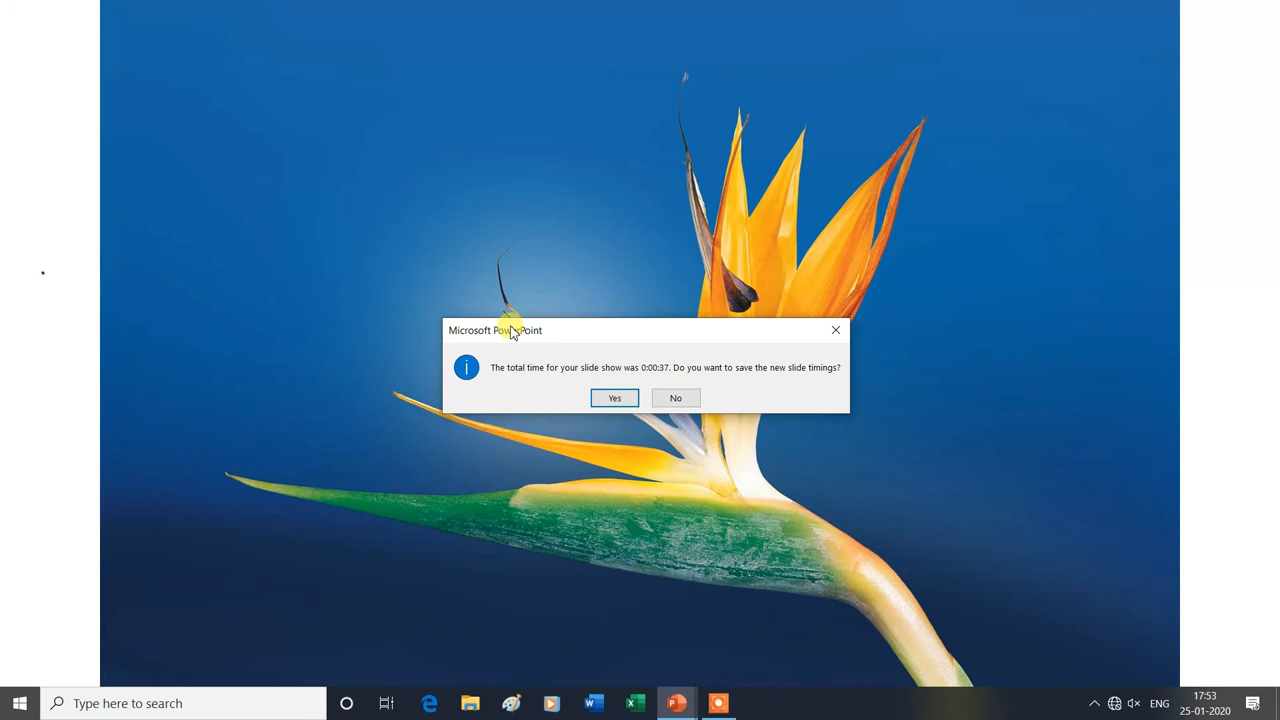 Microsoft PowerPoint
The total time for your slide show was 0:00:37. Do you want to save the new slide timings?
Yes
No
Type here to search
ENG
17:53
25-01-2020